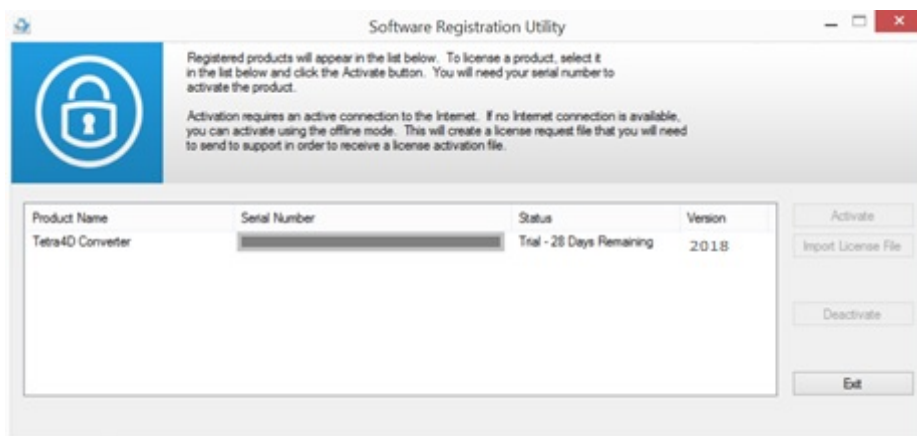 Software Registration Utility
Registered products will appear in the list below. To license a product, select it
in the list below and click the Activate button. You will need your serial number to
activate the product.
Activation requires an active connection to the Internet. If no Internet connection is available,
you can activate using the offline mode. This will create a license request file that you will need
to send to support in order to receive a license activation file.
Product Name Serial Number Status Version
Tetra4D Converter Trial - 28 Days Remaining 2018
Activate
Import License File
Deactivate
Exit